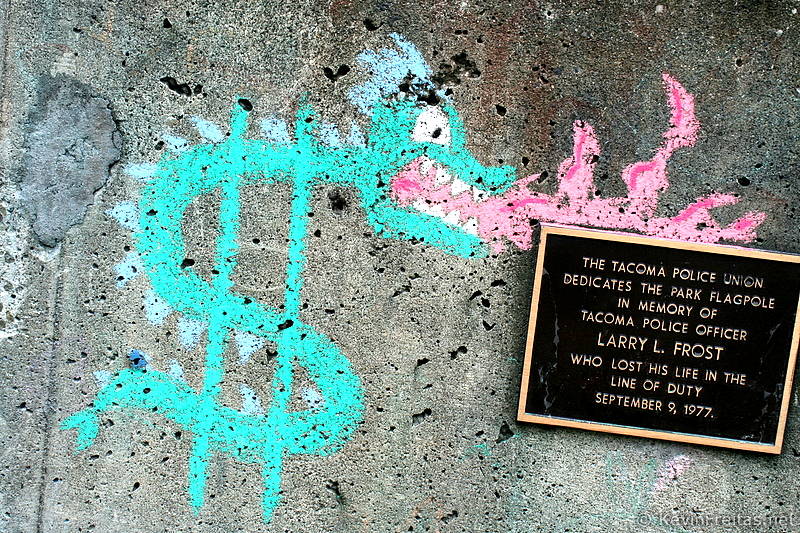 THE TACOMA POLICE UNION
DEDICATES THE PARK FLAGPOLE
IN MEMORY OF
TACOMA POLICE OFFICER
LARRY L. FROST
WHO LOST HIS LIFE IN THE
LINE OF DUTY
SEPTEMBER 9, 1977.
© KevinFreitas.net